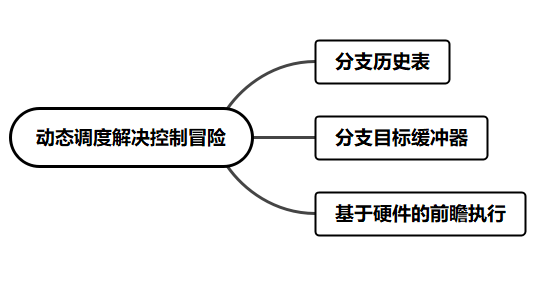 分支历史表
动态调度解决控制冒险
分支目标缓冲器
基于硬件的前瞻执行